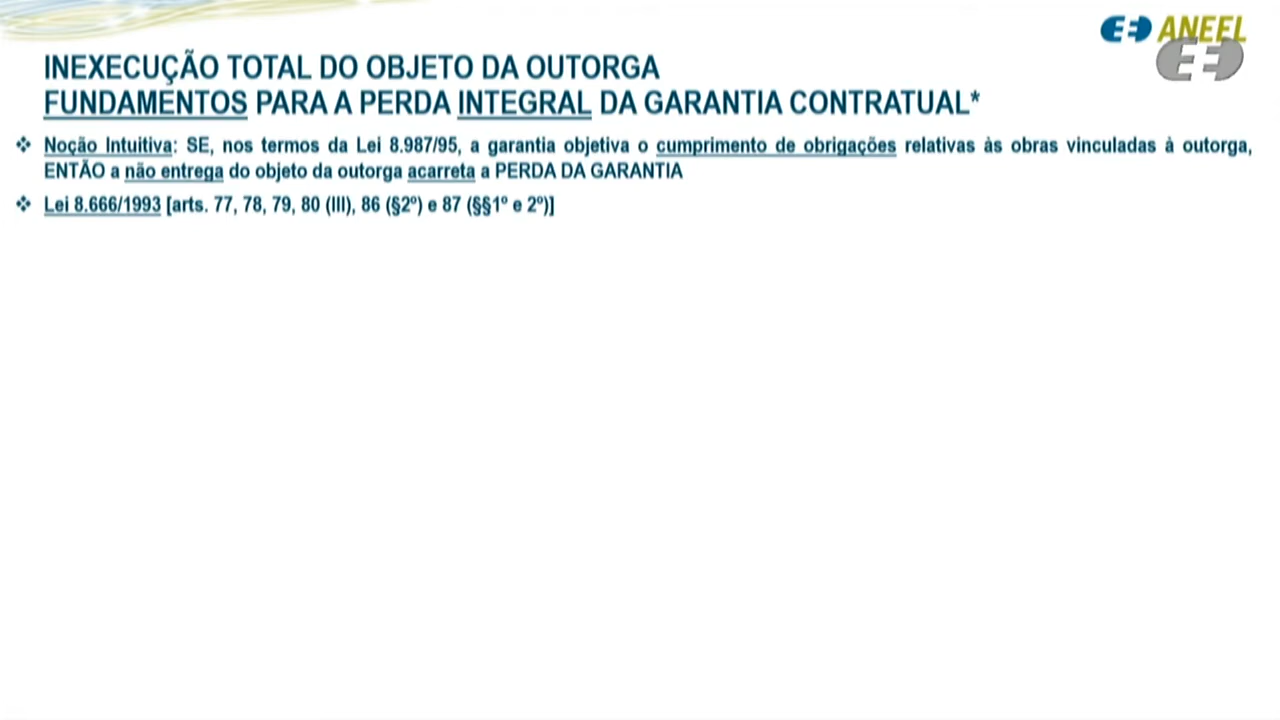 ANEEL
INEXECUÇÃO TOTAL DO OBJETO DA OUTORGA
FUNDAMENTOS PARA A PERDA INTEGRAL DA GARANTIA CONTRATUAL*
❖ Noção Intuitiva: SE, nos termos da Lei 8.987/95, a garantia objetiva o cumprimento de obrigações relativas às obras vinculadas à outorga,
ENTÃO a não entrega do objeto da outorga acarreta a PERDA DA GARANTIA
❖ Lei 8.666/1993 [arts. 77, 78, 79, 80 (III), 86 (§2º) e 87 (§§1º e 2º)]